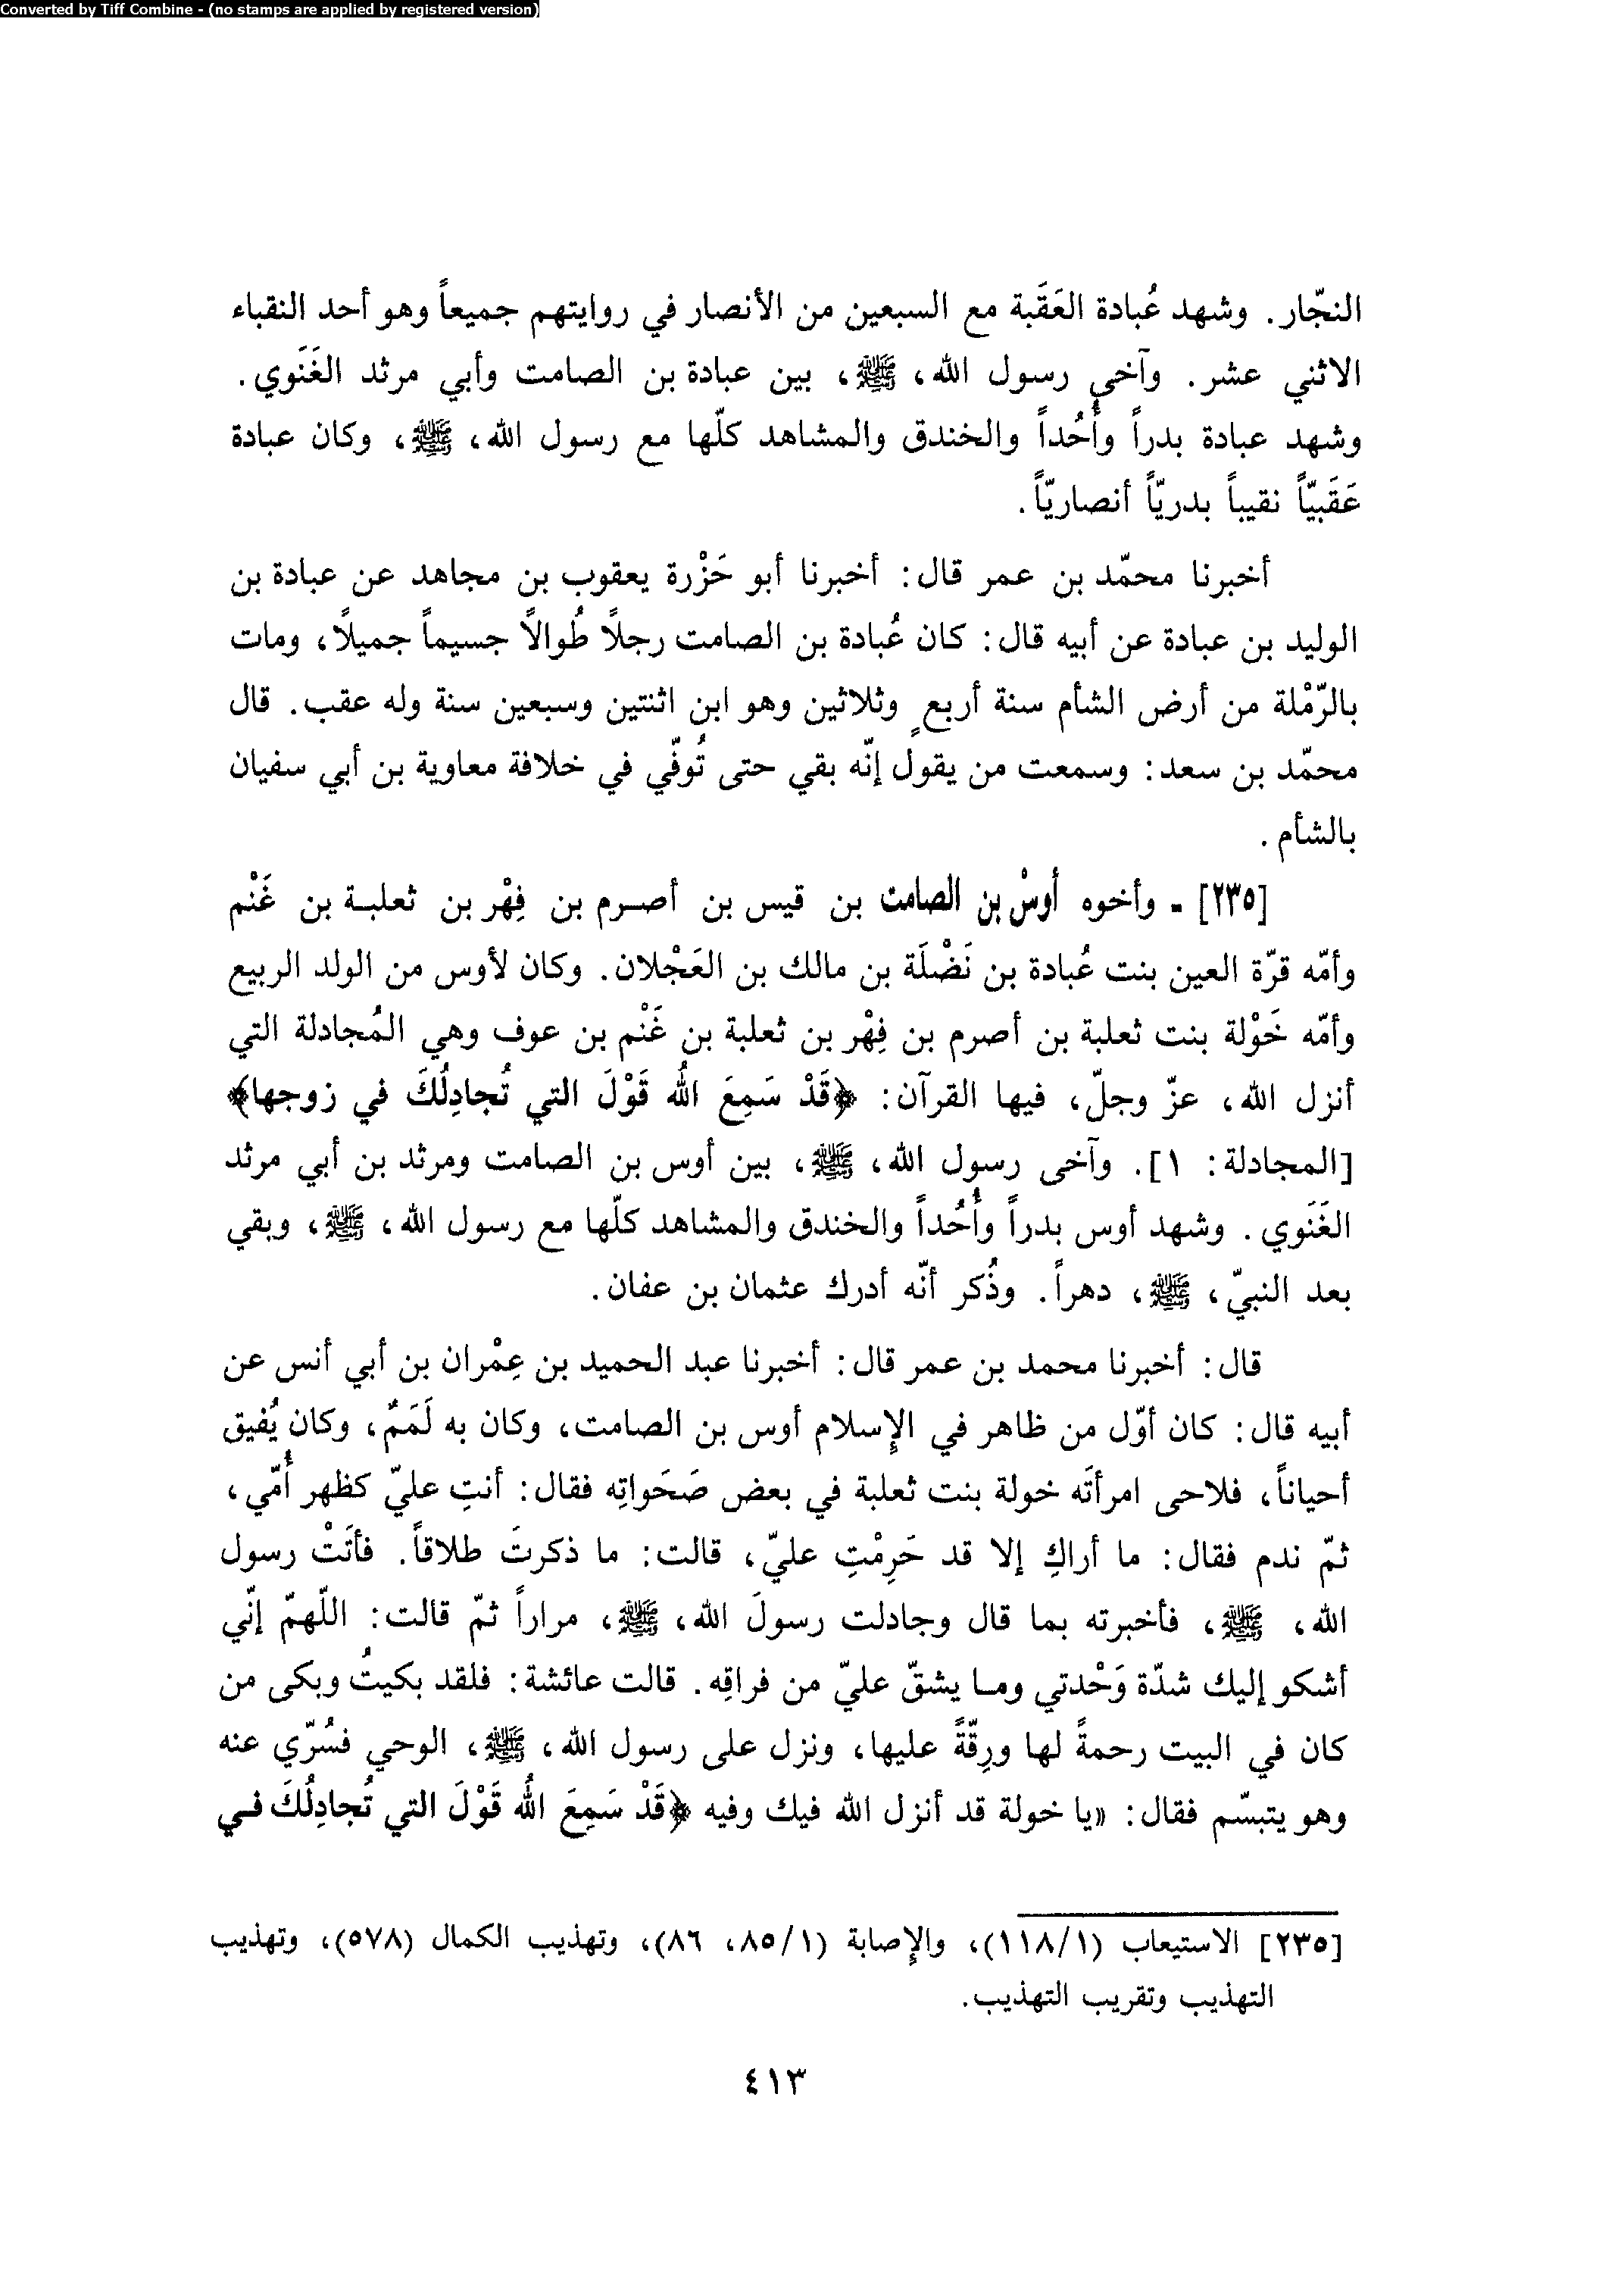 Converted by Tiff Combine - (no stamps are applied by registered version)
النجّار. وشهد عُبادة العَقَبة مع السبعين من الأنصار في روايتهم جميعاً وهو أحد النقباء
الاثني عشر. وآخى رسول الله، ﷺ، بين عبادة بن الصامت وأبي مرثد الغَنَوي.
وشهد عبادة بدراً وأُحُداً والخندق والمشاهد كلّها مع رسول الله، ﷺ، وكان عبادة
عَقَبيّاً نقيباً بدريّاً أنصاريّاً.
أخبرنا محمّد بن عمر قال: أخبرنا أبو حَزْرة يعقوب بن مجاهد عن عبادة بن
الوليد بن عبادة عن أبيه قال: كان عُبادة بن الصامت رجلاً طُوالاً جسيماً جميلاً، ومات
بالرّمْلة من أرض الشأم سنة أربعٍ وثلاثين وهو ابن اثنتين وسبعين سنة وله عقب. قال
محمّد بن سعد: وسمعت من يقول إنّه بقي حتى تُوفّي في خلافة معاوية بن أبي سفيان
بالشأم.
[٢٣٥] - وأخوه أوسْ بن الصامت بن قيس بن أصرم بن فِهْر بن ثعلبة بن غَنْم
وأمّه قرّة العين بنت عُبادة بن نَضْلَة بن مالك بن العَجْلان. وكان لأوس من الولد الربيع
وأمّه خَوْلة بنت ثعلبة بن أصرم بن فِهْر بن ثعلبة بن غَنْم بن عوف وهي المُجادلة التي
أنزل الله، عزّ وجلّ، فيها القرآن: ﴿قَدْ سَمِعَ اللهُ قَوْلَ التي تُجادِلُكَ في زوجها﴾
[المجادلة: ١]. وآخى رسول الله، ﷺ، بين أوس بن الصامت ومرثد بن أبي مرثد
الغَنَوي. وشهد أوس بدراً وأُحُداً والخندق والمشاهد كلّها مع رسول الله، ﷺ، وبقي
بعد النبيّ، ﷺ، دهراً. وذُكر أنّه أدرك عثمان بن عفان.
قال: أخبرنا محمد بن عمر قال: أخبرنا عبد الحميد بن عِمْران بن أبي أنس عن
أبيه قال: كان أوّل من ظاهر في الإسلام أوس بن الصامت، وكان به لَمَمٌ، وكان يُفيق
أحياناً، فلاحى امرأتَه خولة بنت ثعلبة في بعض صَحَواتِه فقال: أنتِ عليّ كظهر أُمّي،
ثمّ ندم فقال: ما أراكِ إلا قد حَرِمْتِ عليّ، قالت: ما ذكرتَ طلاقاً. فأتَتْ رسول
الله، ﷺ، فأخبرته بما قال وجادلت رسولَ الله، ﷺ، مراراً ثمّ قالت: اللّهمّ إنّي
أشكو إليك شدّة وَحْدتي وما يشقّ عليّ من فراقِه. قالت عائشة: فلقد بكيتُ وبكى من
كان في البيت رحمةً لها ورِقّةً عليها، ونزل على رسول الله، ﷺ، الوحي فسُرّي عنه
وهو يتبسّم فقال: «يا خولة قد أنزل الله فيك وفيه ﴿قَدْ سَمِعَ اللهُ قَوْلَ التي تُجادِلُكَ في
[٢٣٥] الاستيعاب (١١٨/١)، والإصابة (٨٥/١، ٨٦)، وتهذيب الكمال (٥٧٨)، وتهذيب
التهذيب وتقريب التهذيب.
٤١٣